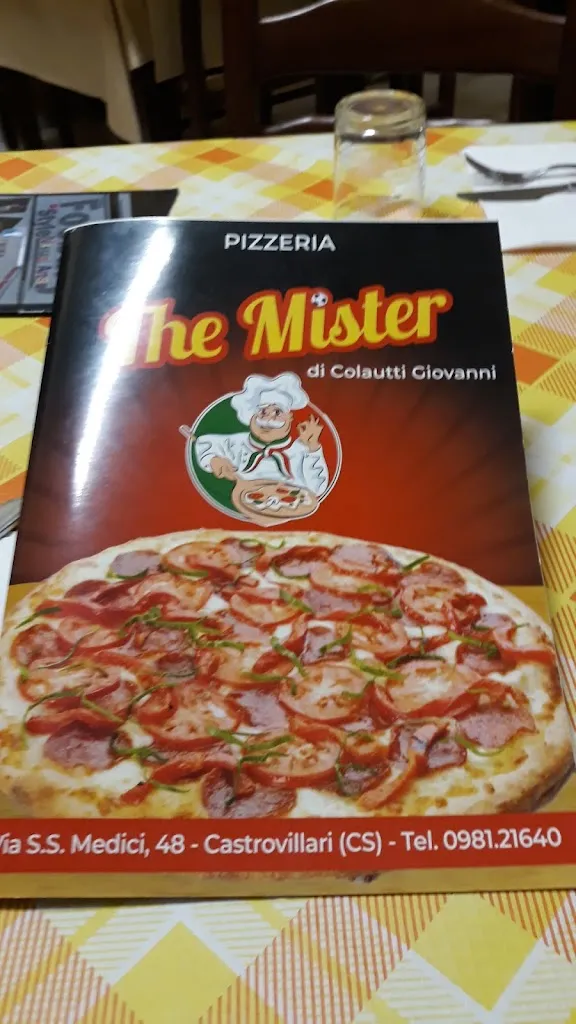 PIZZERIA
The Mister
di Colautti Giovanni
Via S.S. Medici, 48 - Castrovillari (CS) - Tel. 0981.21640